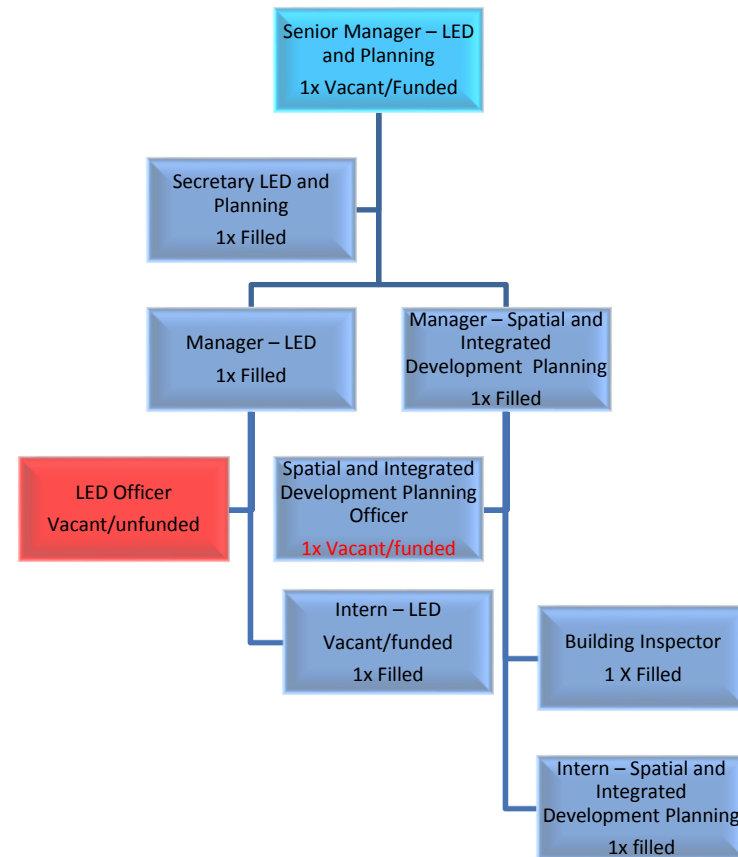 Senior Manager – LED
and Planning
1x Vacant/Funded
Secretary LED and
Planning
1x Filled
Manager – LED
1x Filled
Manager – Spatial and
Integrated
Development Planning
1x Filled
LED Officer
Vacant/unfunded
Spatial and Integrated
Development Planning
Officer
1x Vacant/funded
Intern – LED
Vacant/funded
1x Filled
Building Inspector
1 X Filled
Intern – Spatial and
Integrated
Development Planning
1x filled